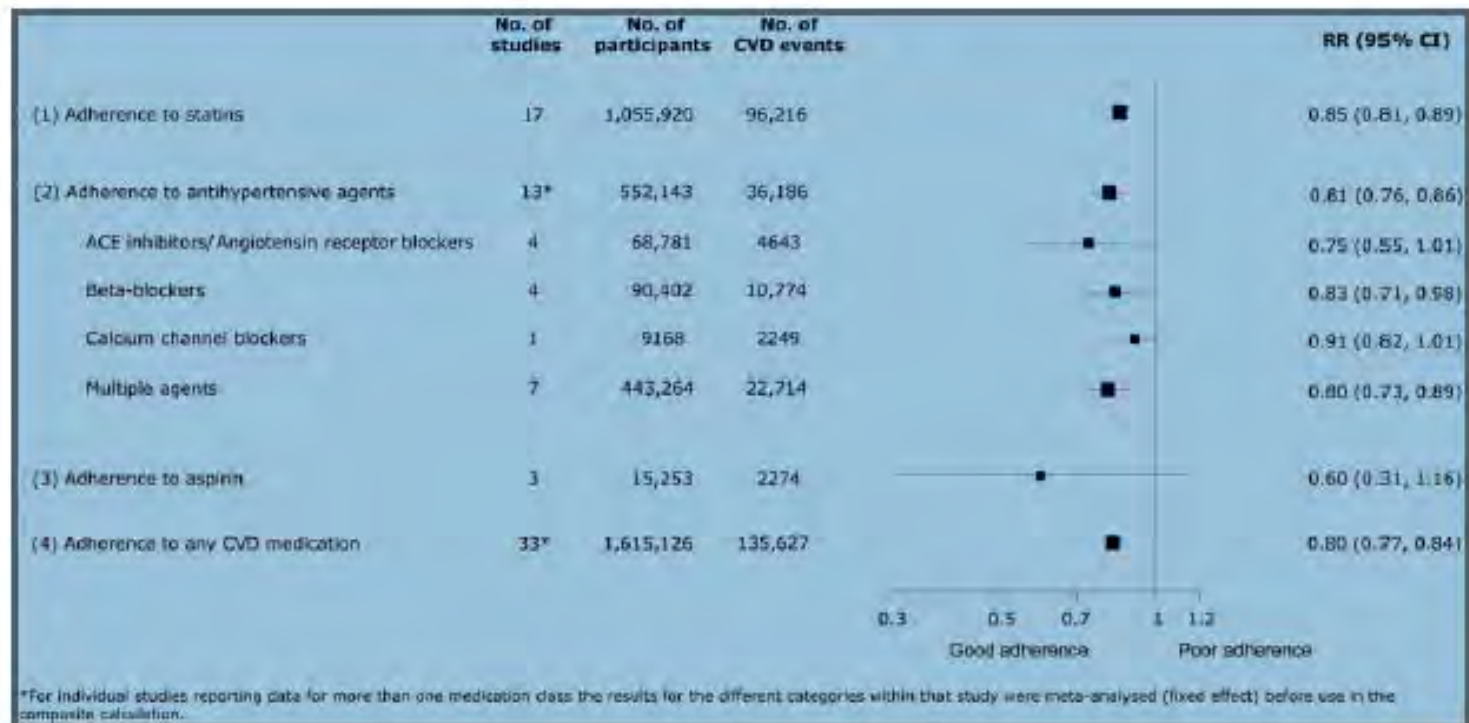 No. of studies No. of participants No. of CVD events RR (95% CI)
(1) Adherence to statins 17 1,055,920 96,216 0.85 (0.81, 0.89)
(2) Adherence to antihypertensive agents 13* 552,143 36,186 0.81 (0.76, 0.86)
ACE inhibitors/Angiotensin receptor blockers 4 68,781 4643 0.75 (0.55, 1.01)
Beta-blockers 4 90,402 10,774 0.83 (0.71, 0.98)
Calcium channel blockers 1 9168 2249 0.91 (0.82, 1.01)
Multiple agents 7 443,264 22,714 0.80 (0.73, 0.89)
(3) Adherence to aspirin 3 15,253 2274 0.60 (0.31, 1.16)
(4) Adherence to any CVD medication 33* 1,615,126 135,627 0.80 (0.77, 0.84)
0.3 0.5 0.7 1 1.2
Good adherence Poor adherence
*For individual studies reporting data for more than one medication class the results for the different categories within that study were meta-analysed (fixed effect) before use in the
composite calculation.